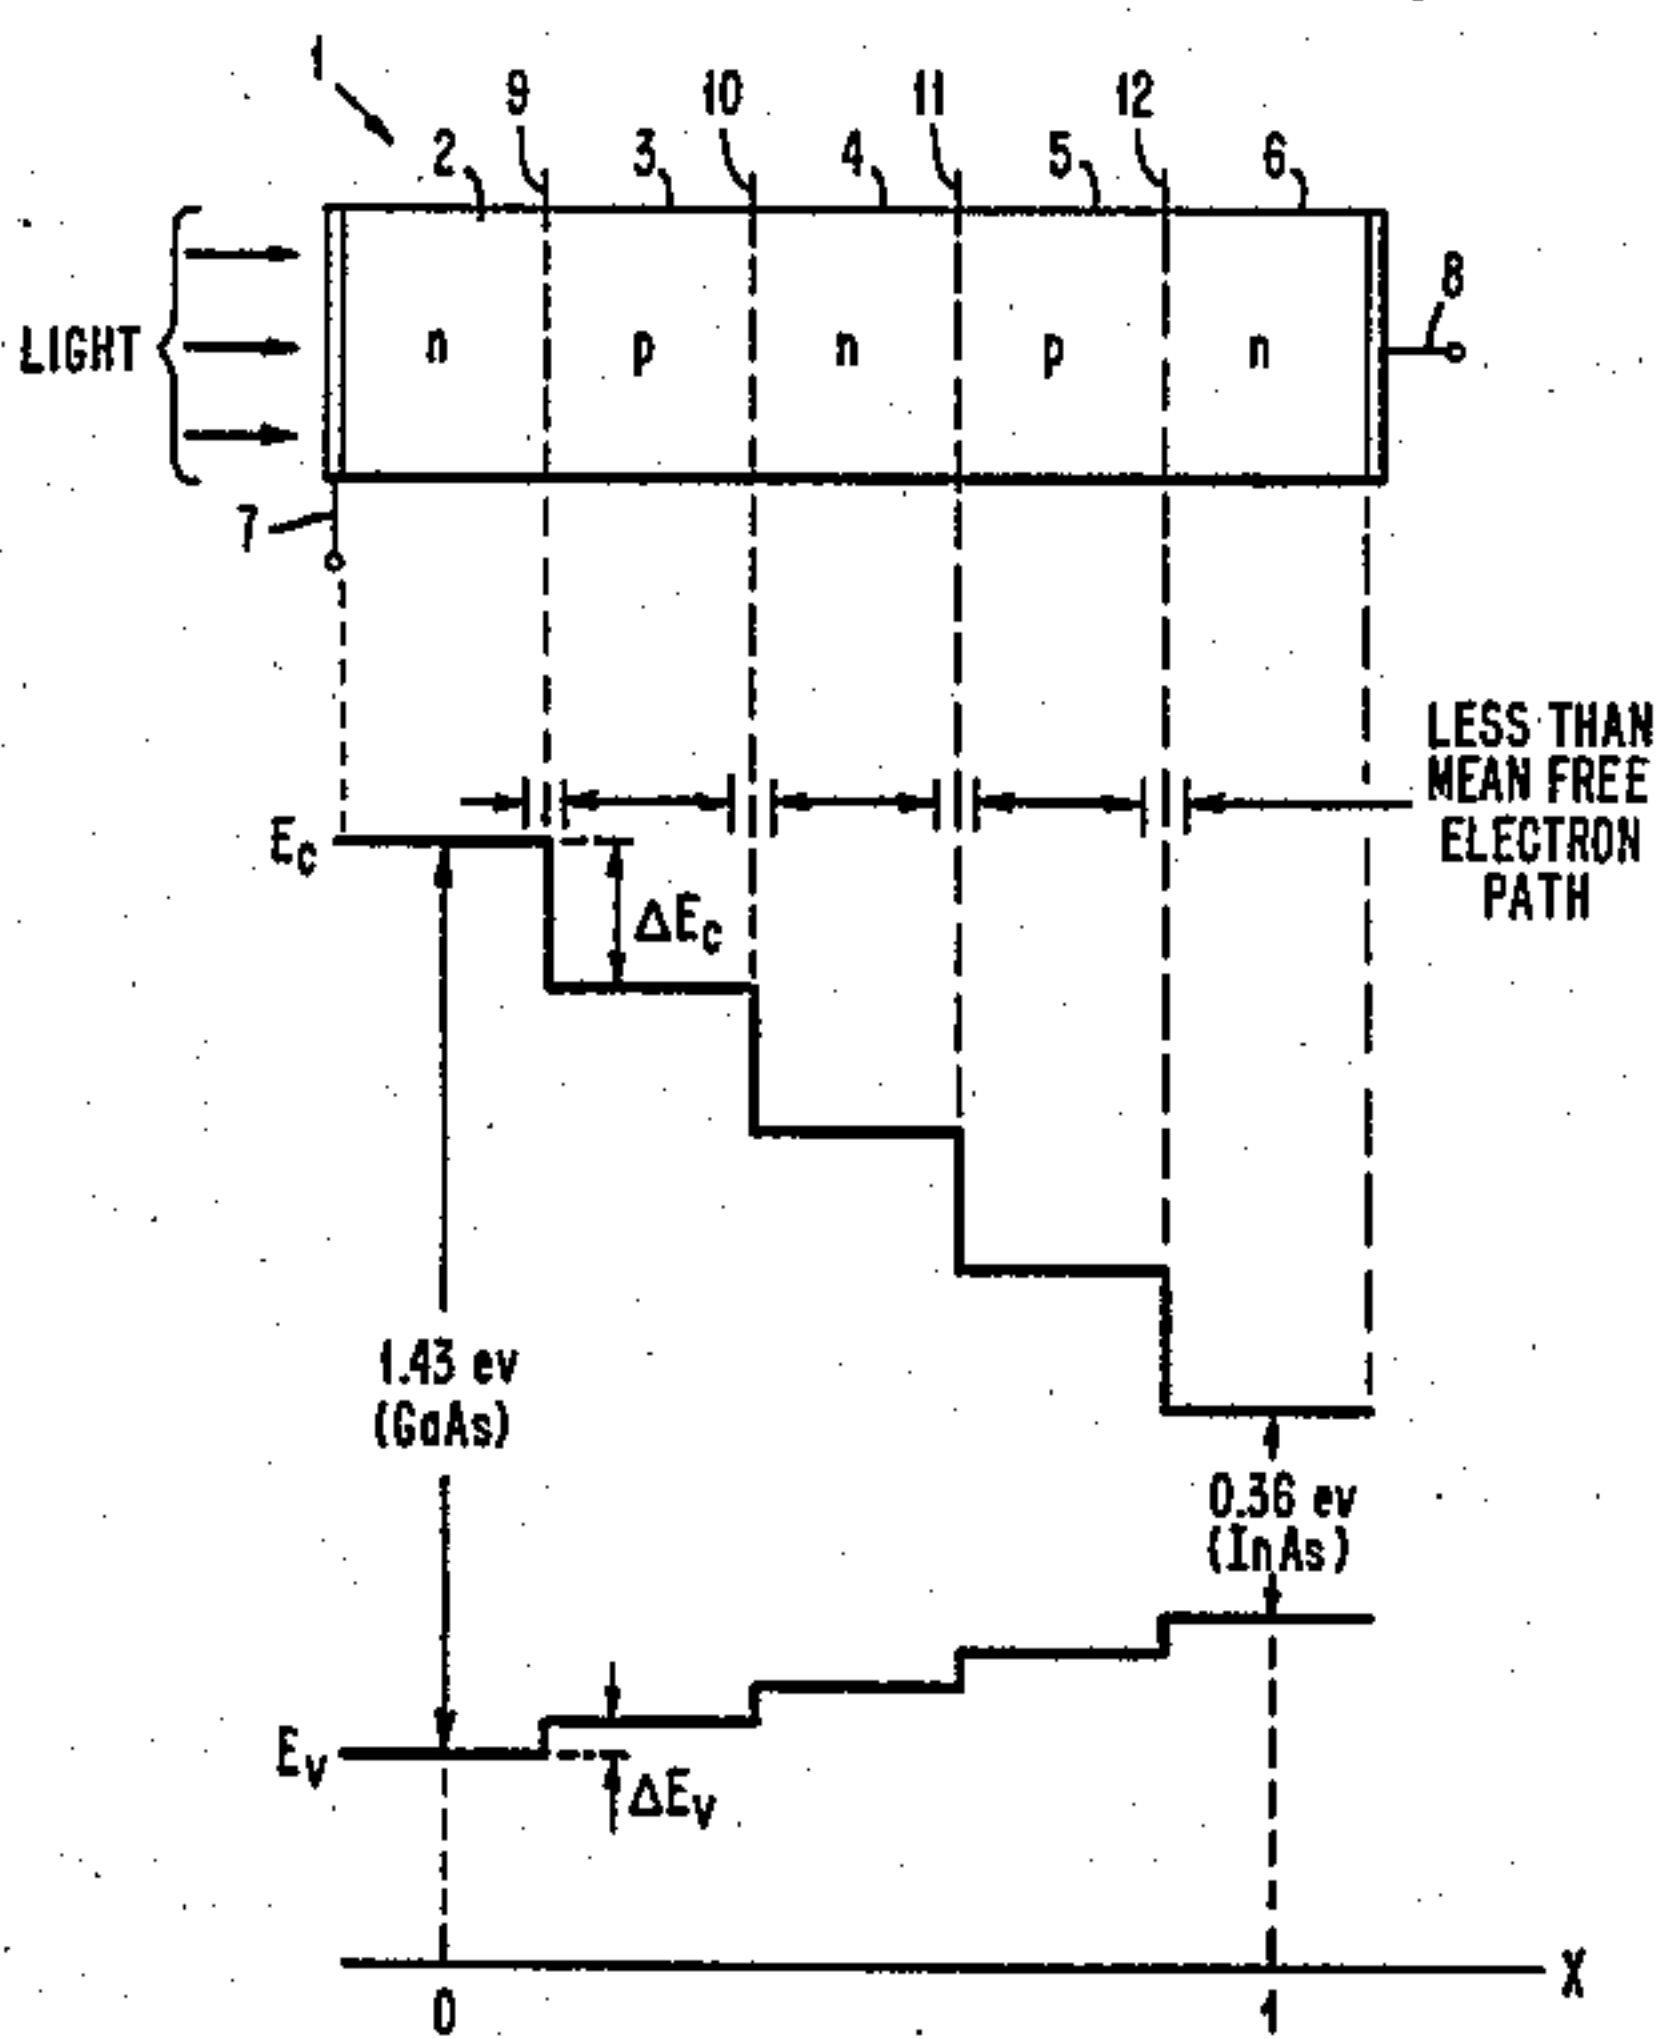 1
9 10 11 12
2 3 4 5 6
LIGHT
n p n p n
8
7
LESS THAN
MEAN FREE
ELECTRON
PATH
Ec
ΔEc
1.43 ev
(GaAs)
0.36 ev
(InAs)
Ev
ΔEv
X
0 1